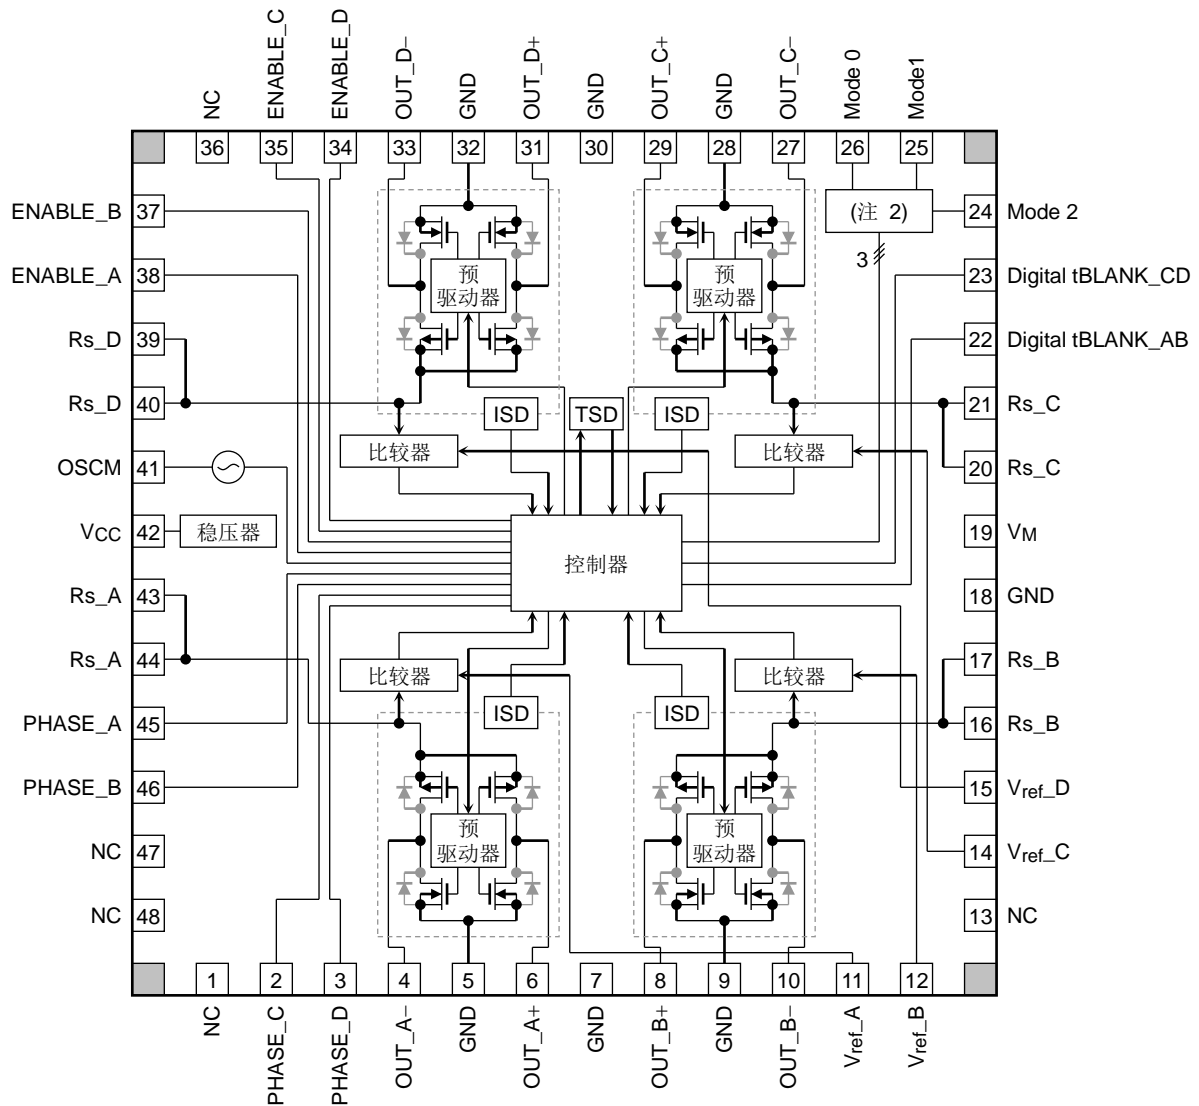 NC
ENABLE_C
ENABLE_D
OUT_D−
GND
OUT_D+
GND
OUT_C+
GND
OUT_C−
Mode 0
Mode1
36
35
34
33
32
31
30
29
28
27
26
25
ENABLE_B 37
(注 2)
24 Mode 2
3
ENABLE_A 38
预
驱动器
预
驱动器
23 Digital tBLANK_CD
Rs_D 39
22 Digital tBLANK_AB
Rs_D 40
ISD
TSD
ISD
21 Rs_C
比较器
比较器
OSCM 41
20 Rs_C
VCC 42
稳压器
控制器
19 VM
Rs_A 43
18 GND
Rs_A 44
比较器
比较器
17 Rs_B
ISD
ISD
PHASE_A 45
16 Rs_B
PHASE_B 46
15 Vref_D
预
驱动器
预
驱动器
NC 47
14 Vref_C
NC 48
13 NC
1
2
3
4
5
6
7
8
9
10
11
12
NC
PHASE_C
PHASE_D
OUT_A−
GND
OUT_A+
GND
OUT_B+
GND
OUT_B−
Vref_A
Vref_B